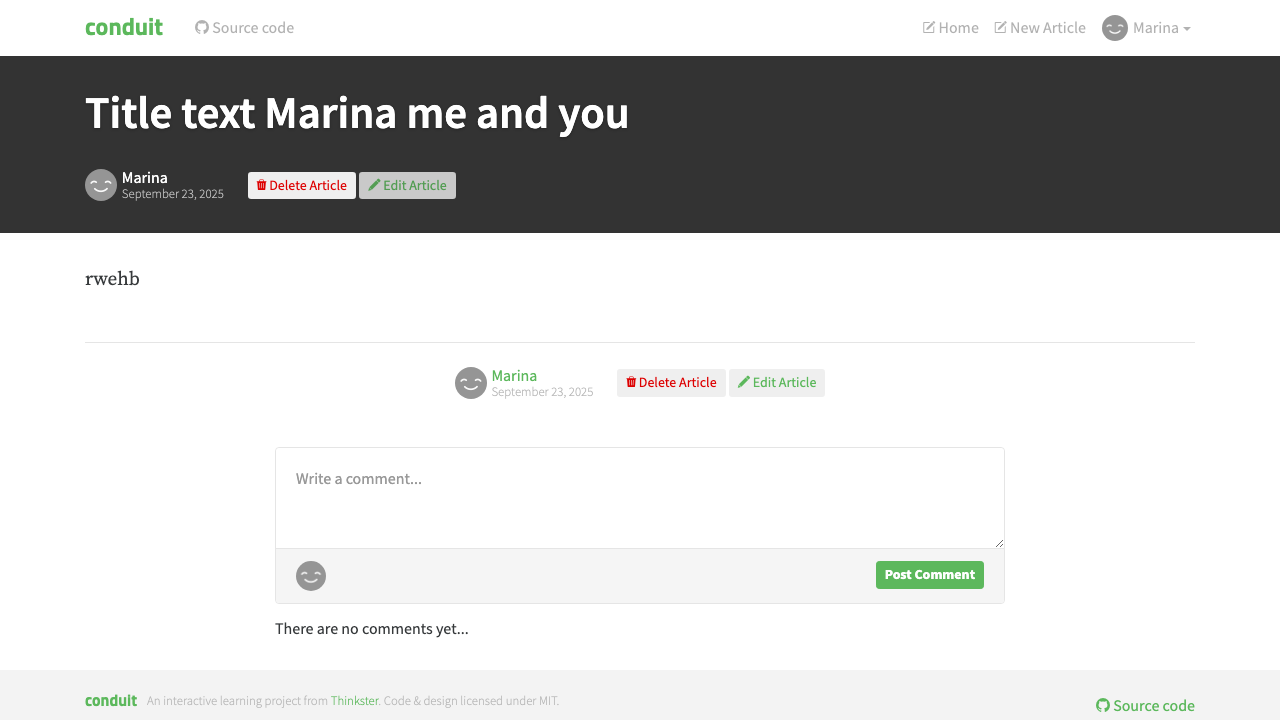 conduit Source code Home New Article Marina
Title text Marina me and you
Marina
September 23, 2025
Delete Article Edit Article
rwehb
Marina
September 23, 2025
Delete Article Edit Article
Write a comment...
Post Comment
There are no comments yet...
conduit An interactive learning project from Thinkster. Code & design licensed under MIT.
Source code